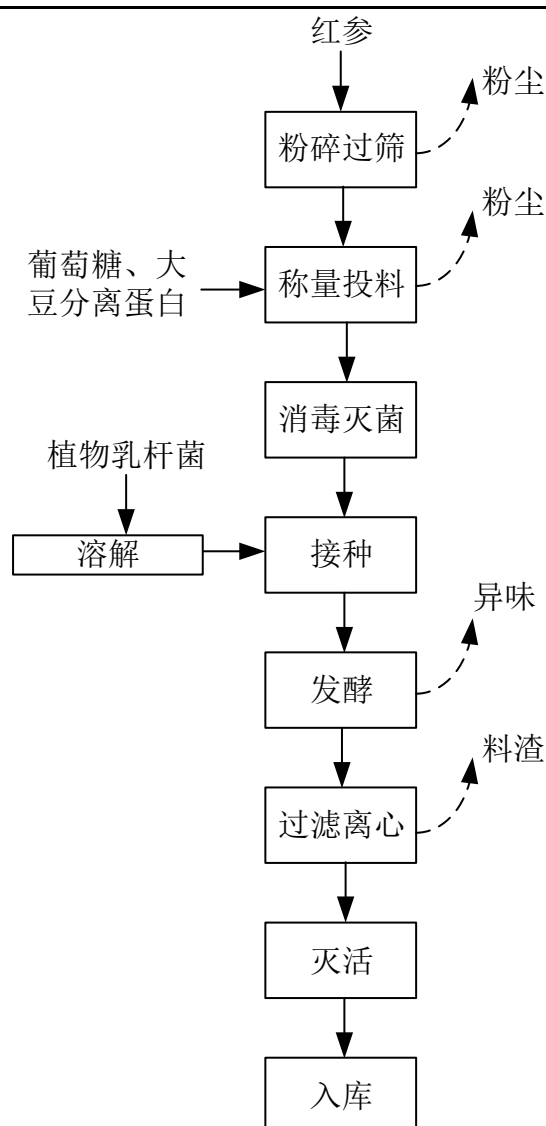 红参
粉尘
粉碎过筛
粉尘
葡萄糖、大
豆分离蛋白
称量投料
消毒灭菌
植物乳杆菌
溶解
接种
异味
发酵
料渣
过滤离心
灭活
入库